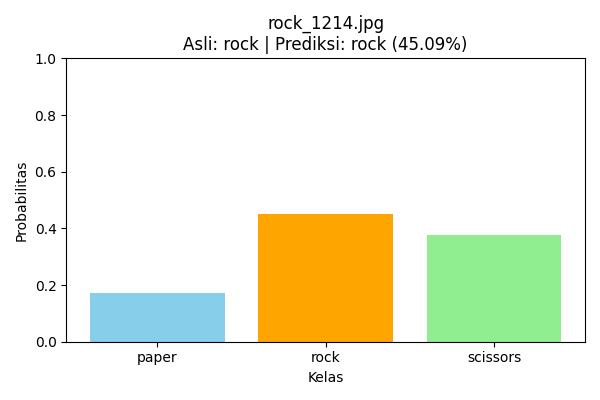 rock_1214.jpg
Asli: rock | Prediksi: rock (45.09%)
1.0
0.8
0.6
0.4
0.2
0.0
Probabilitas
paper rock scissors
Kelas